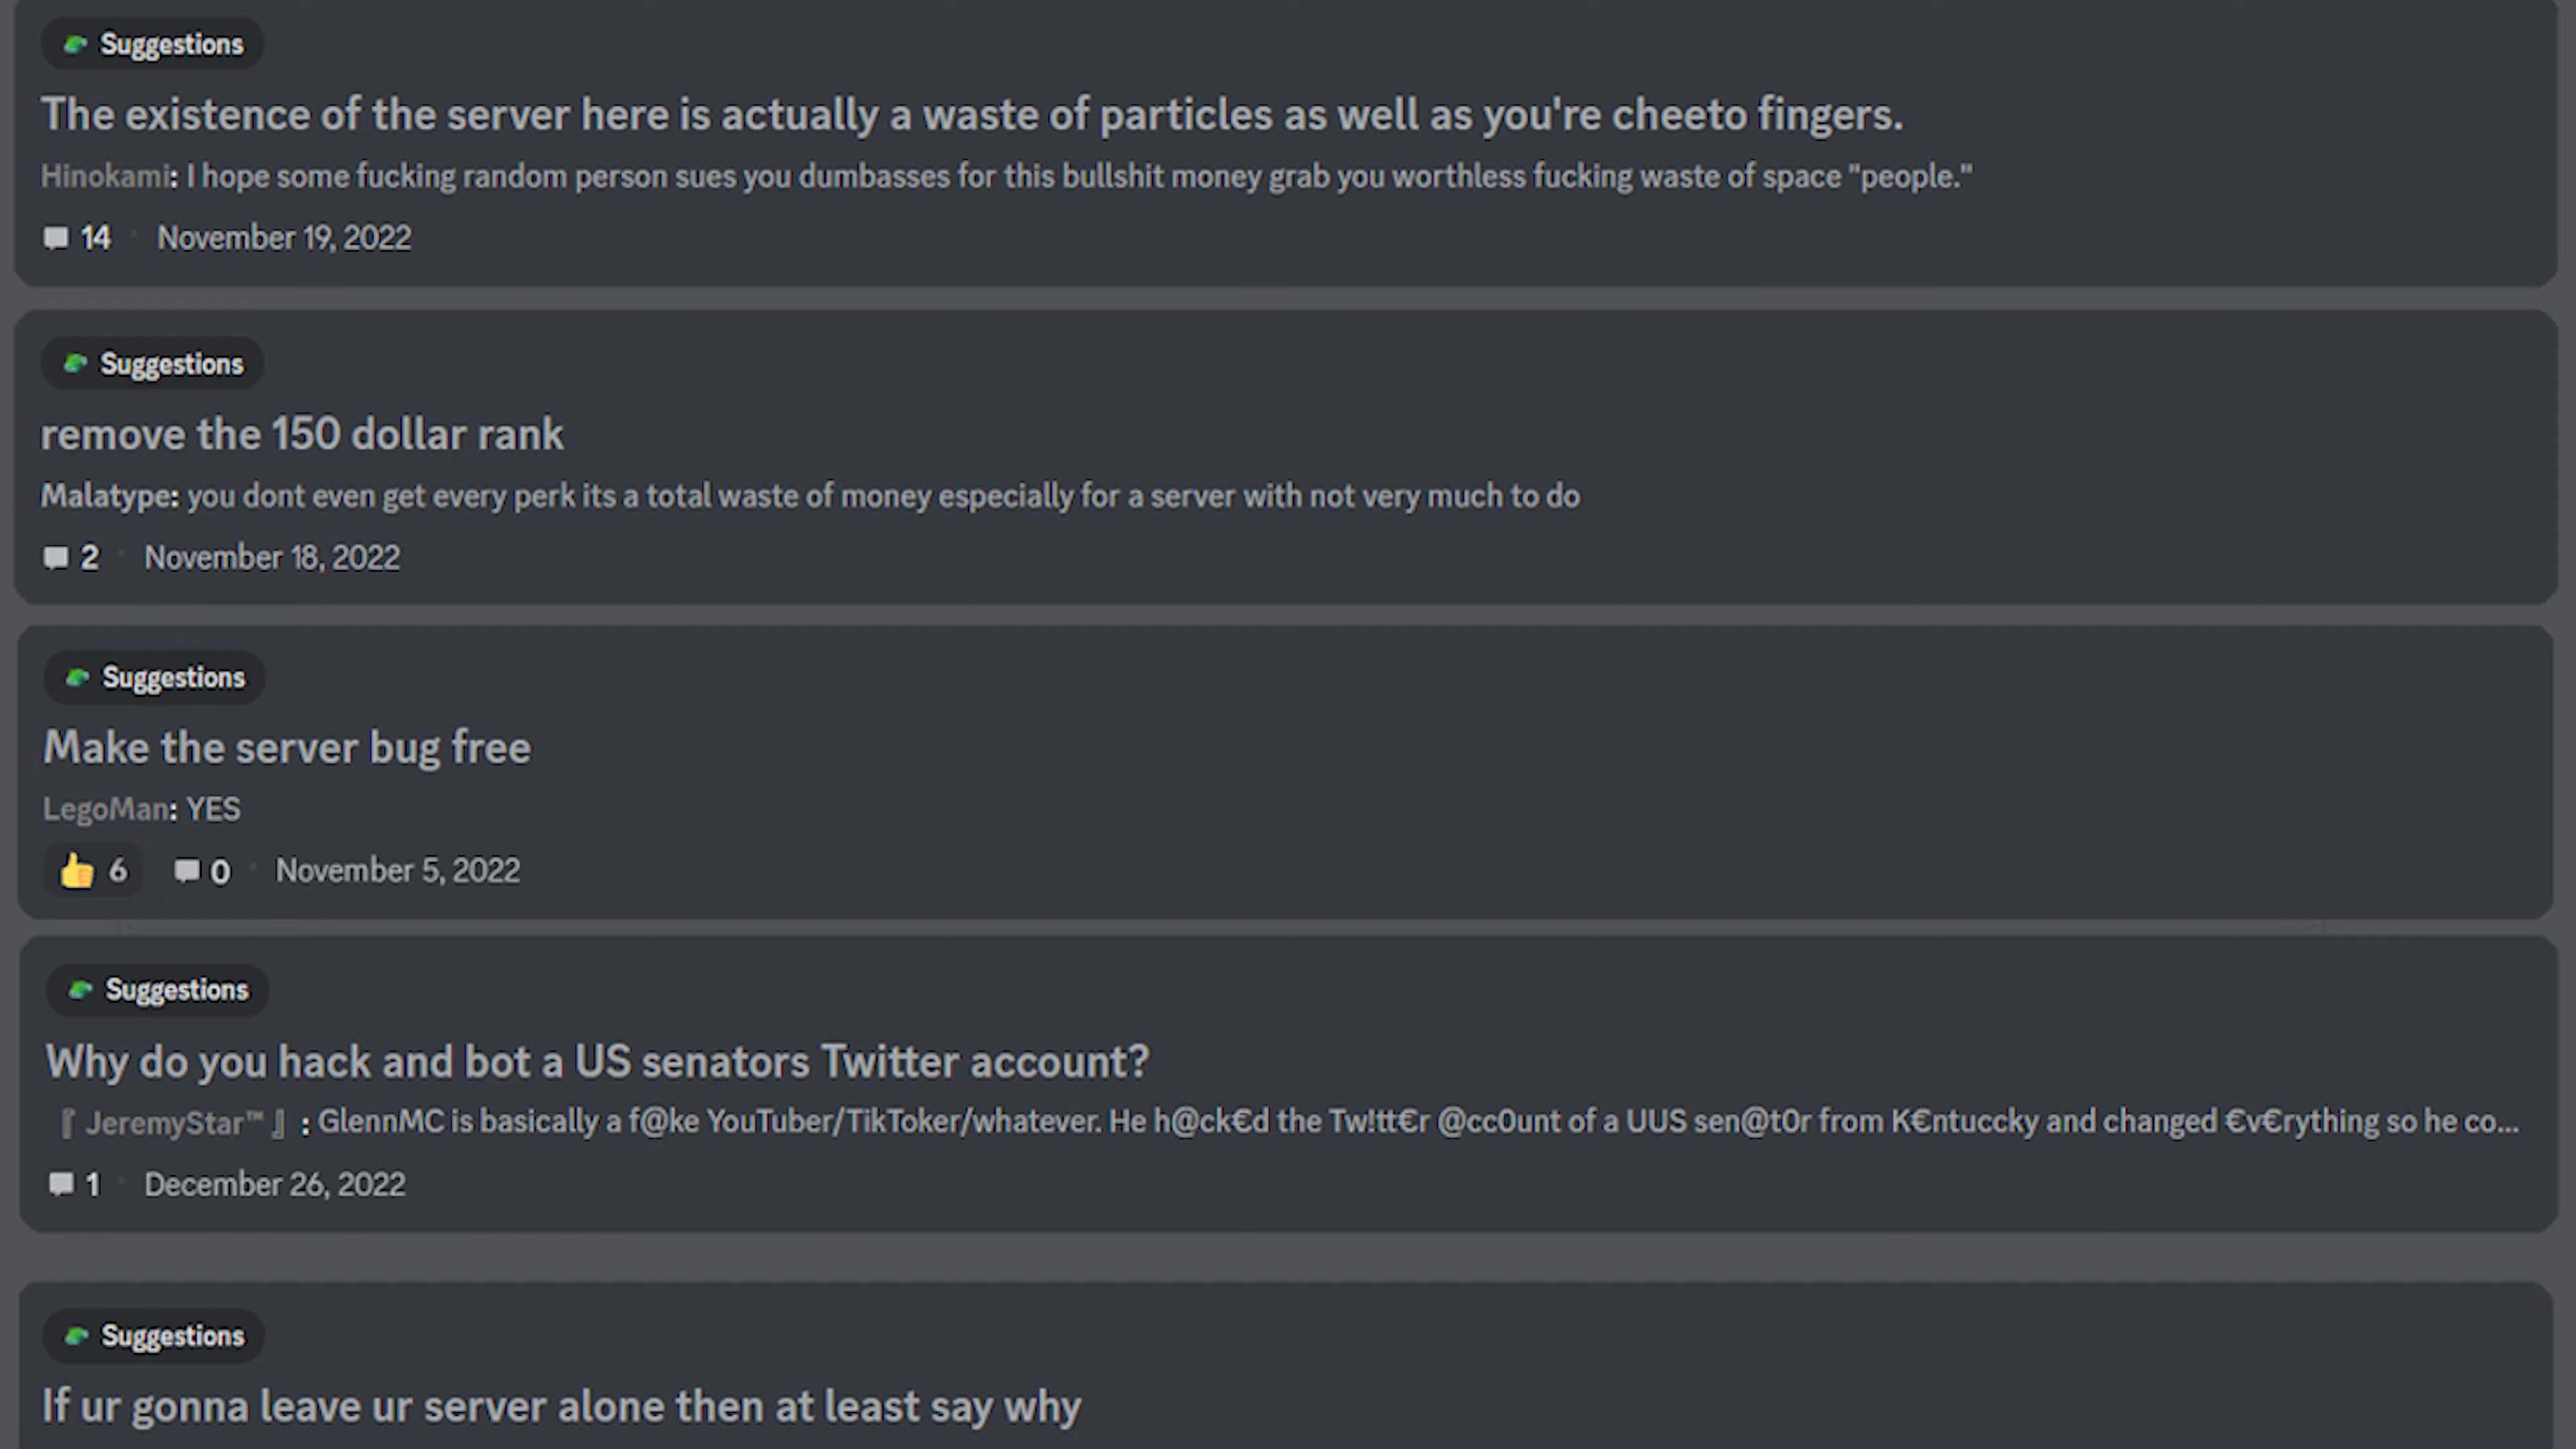 Suggestions
The existence of the server here is actually a waste of particles as well as you're cheeto fingers.
Hinokami: I hope some fucking random person sues you dumbasses for this bullshit money grab you worthless fucking waste of space "people."
14 • November 19, 2022
Suggestions
remove the 150 dollar rank
Malatype: you dont even get every perk its a total waste of money especially for a server with not very much to do
2 • November 18, 2022
Suggestions
Make the server bug free
LegoMan: YES
👍 6 0 • November 5, 2022
Suggestions
Why do you hack and bot a US senators Twitter account?
『 JeremyStar™ 』 : GlennMC is basically a f@ke YouTuber/TikToker/whatever. He h@ck€d the Tw!tt€r @cc0unt of a UUS sen@t0r from K€ntuccky and changed €v€rything so he co...
1 • December 26, 2022
Suggestions
If ur gonna leave ur server alone then at least say why